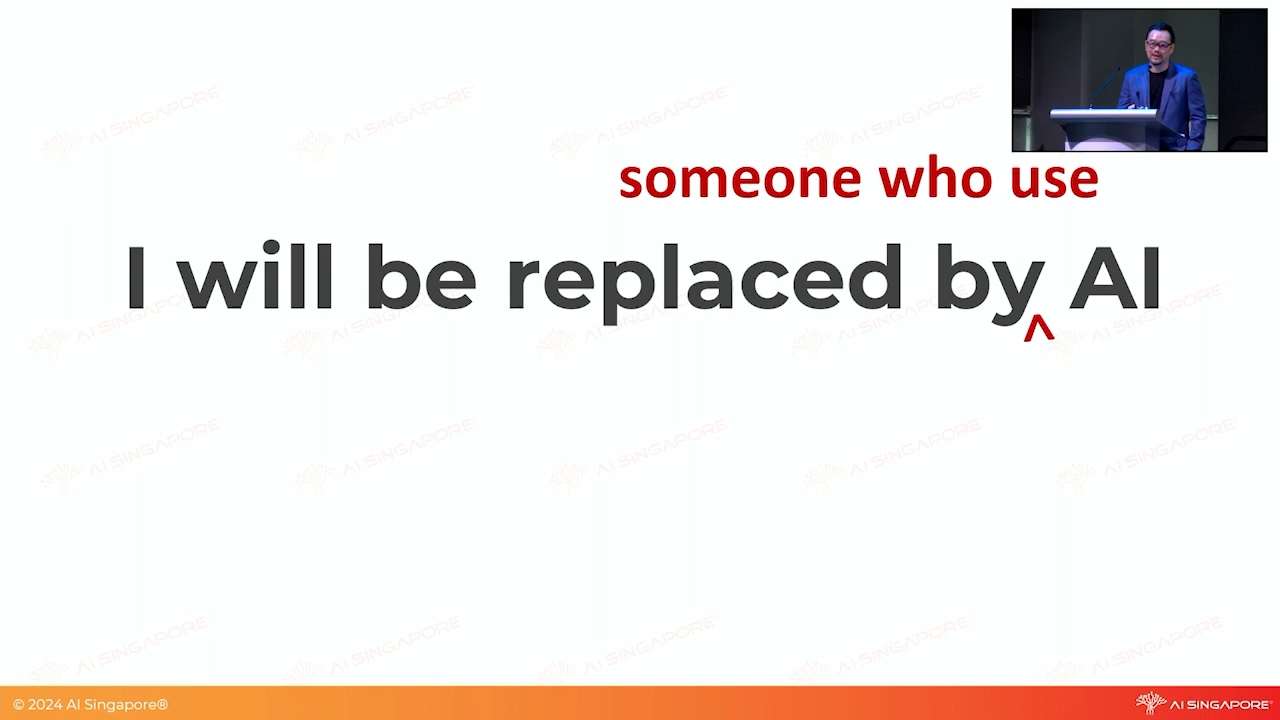 someone who use
I will be replaced by AI
^
© 2024 AI Singapore®
AI SINGAPORE®